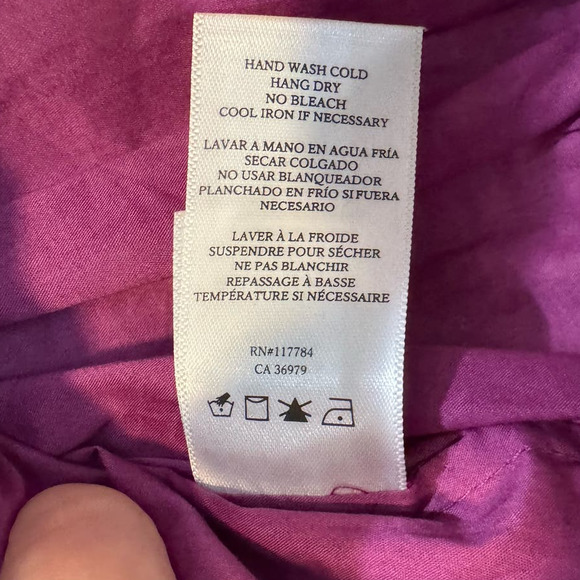 HAND WASH COLD
HANG DRY
NO BLEACH
COOL IRON IF NECESSARY
LAVAR A MANO EN AGUA FRÍA
SECAR COLGADO
NO USAR BLANQUEADOR
PLANCHADO EN FRÍO SI FUERA
NECESARIO
LAVER À LA FROIDE
SUSPENDRE POUR SÉCHER
NE PAS BLANCHIR
REPASSAGE À BASSE
TEMPÉRATURE SI NÉCESSAIRE
RN#117784
CA 36979